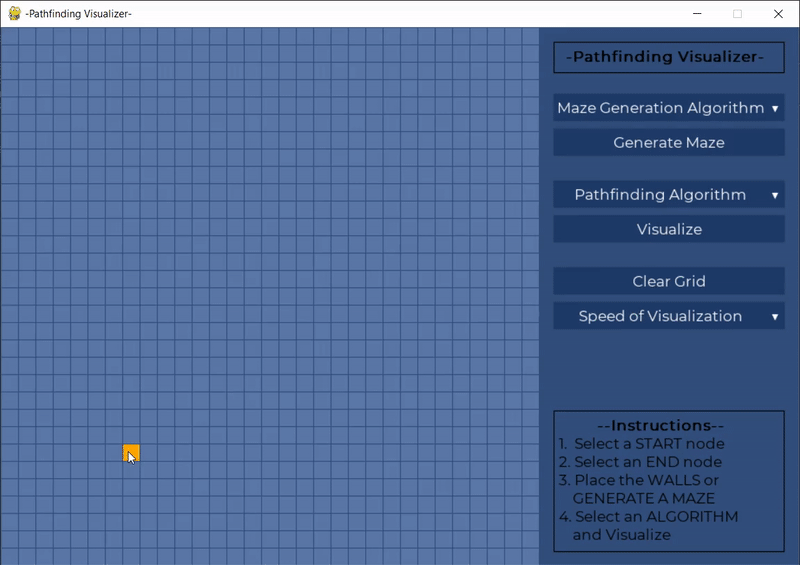 -Pathfinding Visualizer-
-Pathfinding Visualizer-
Maze Generation Algorithm ▼
Generate Maze
Pathfinding Algorithm ▼
Visualize
Clear Grid
Speed of Visualization ▼
--Instructions--
1. Select a START node
2. Select an END node
3. Place the WALLS or
GENERATE A MAZE
4. Select an ALGORITHM
and Visualize